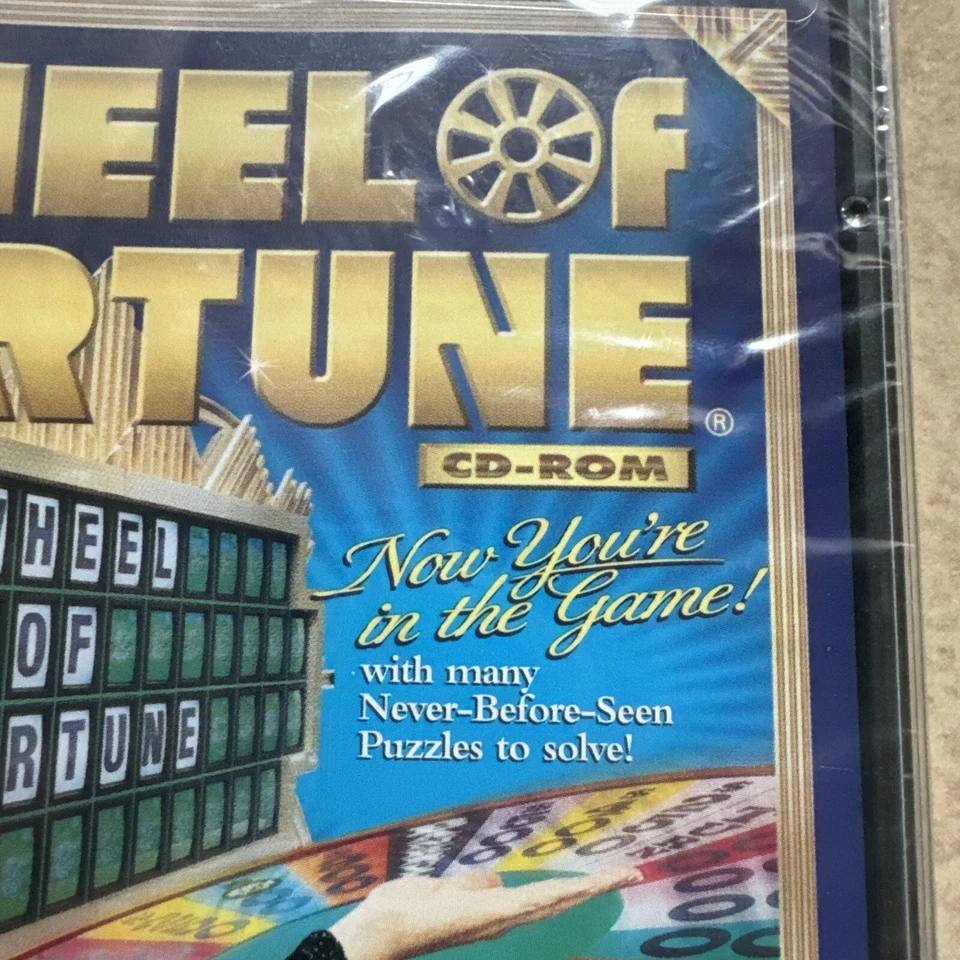 HEEL Of
RTUNE®
CD-ROM
Now You're
in the Game!
with many
Never-Before-Seen
Puzzles to solve!
WHEEL
OF
RTUNE